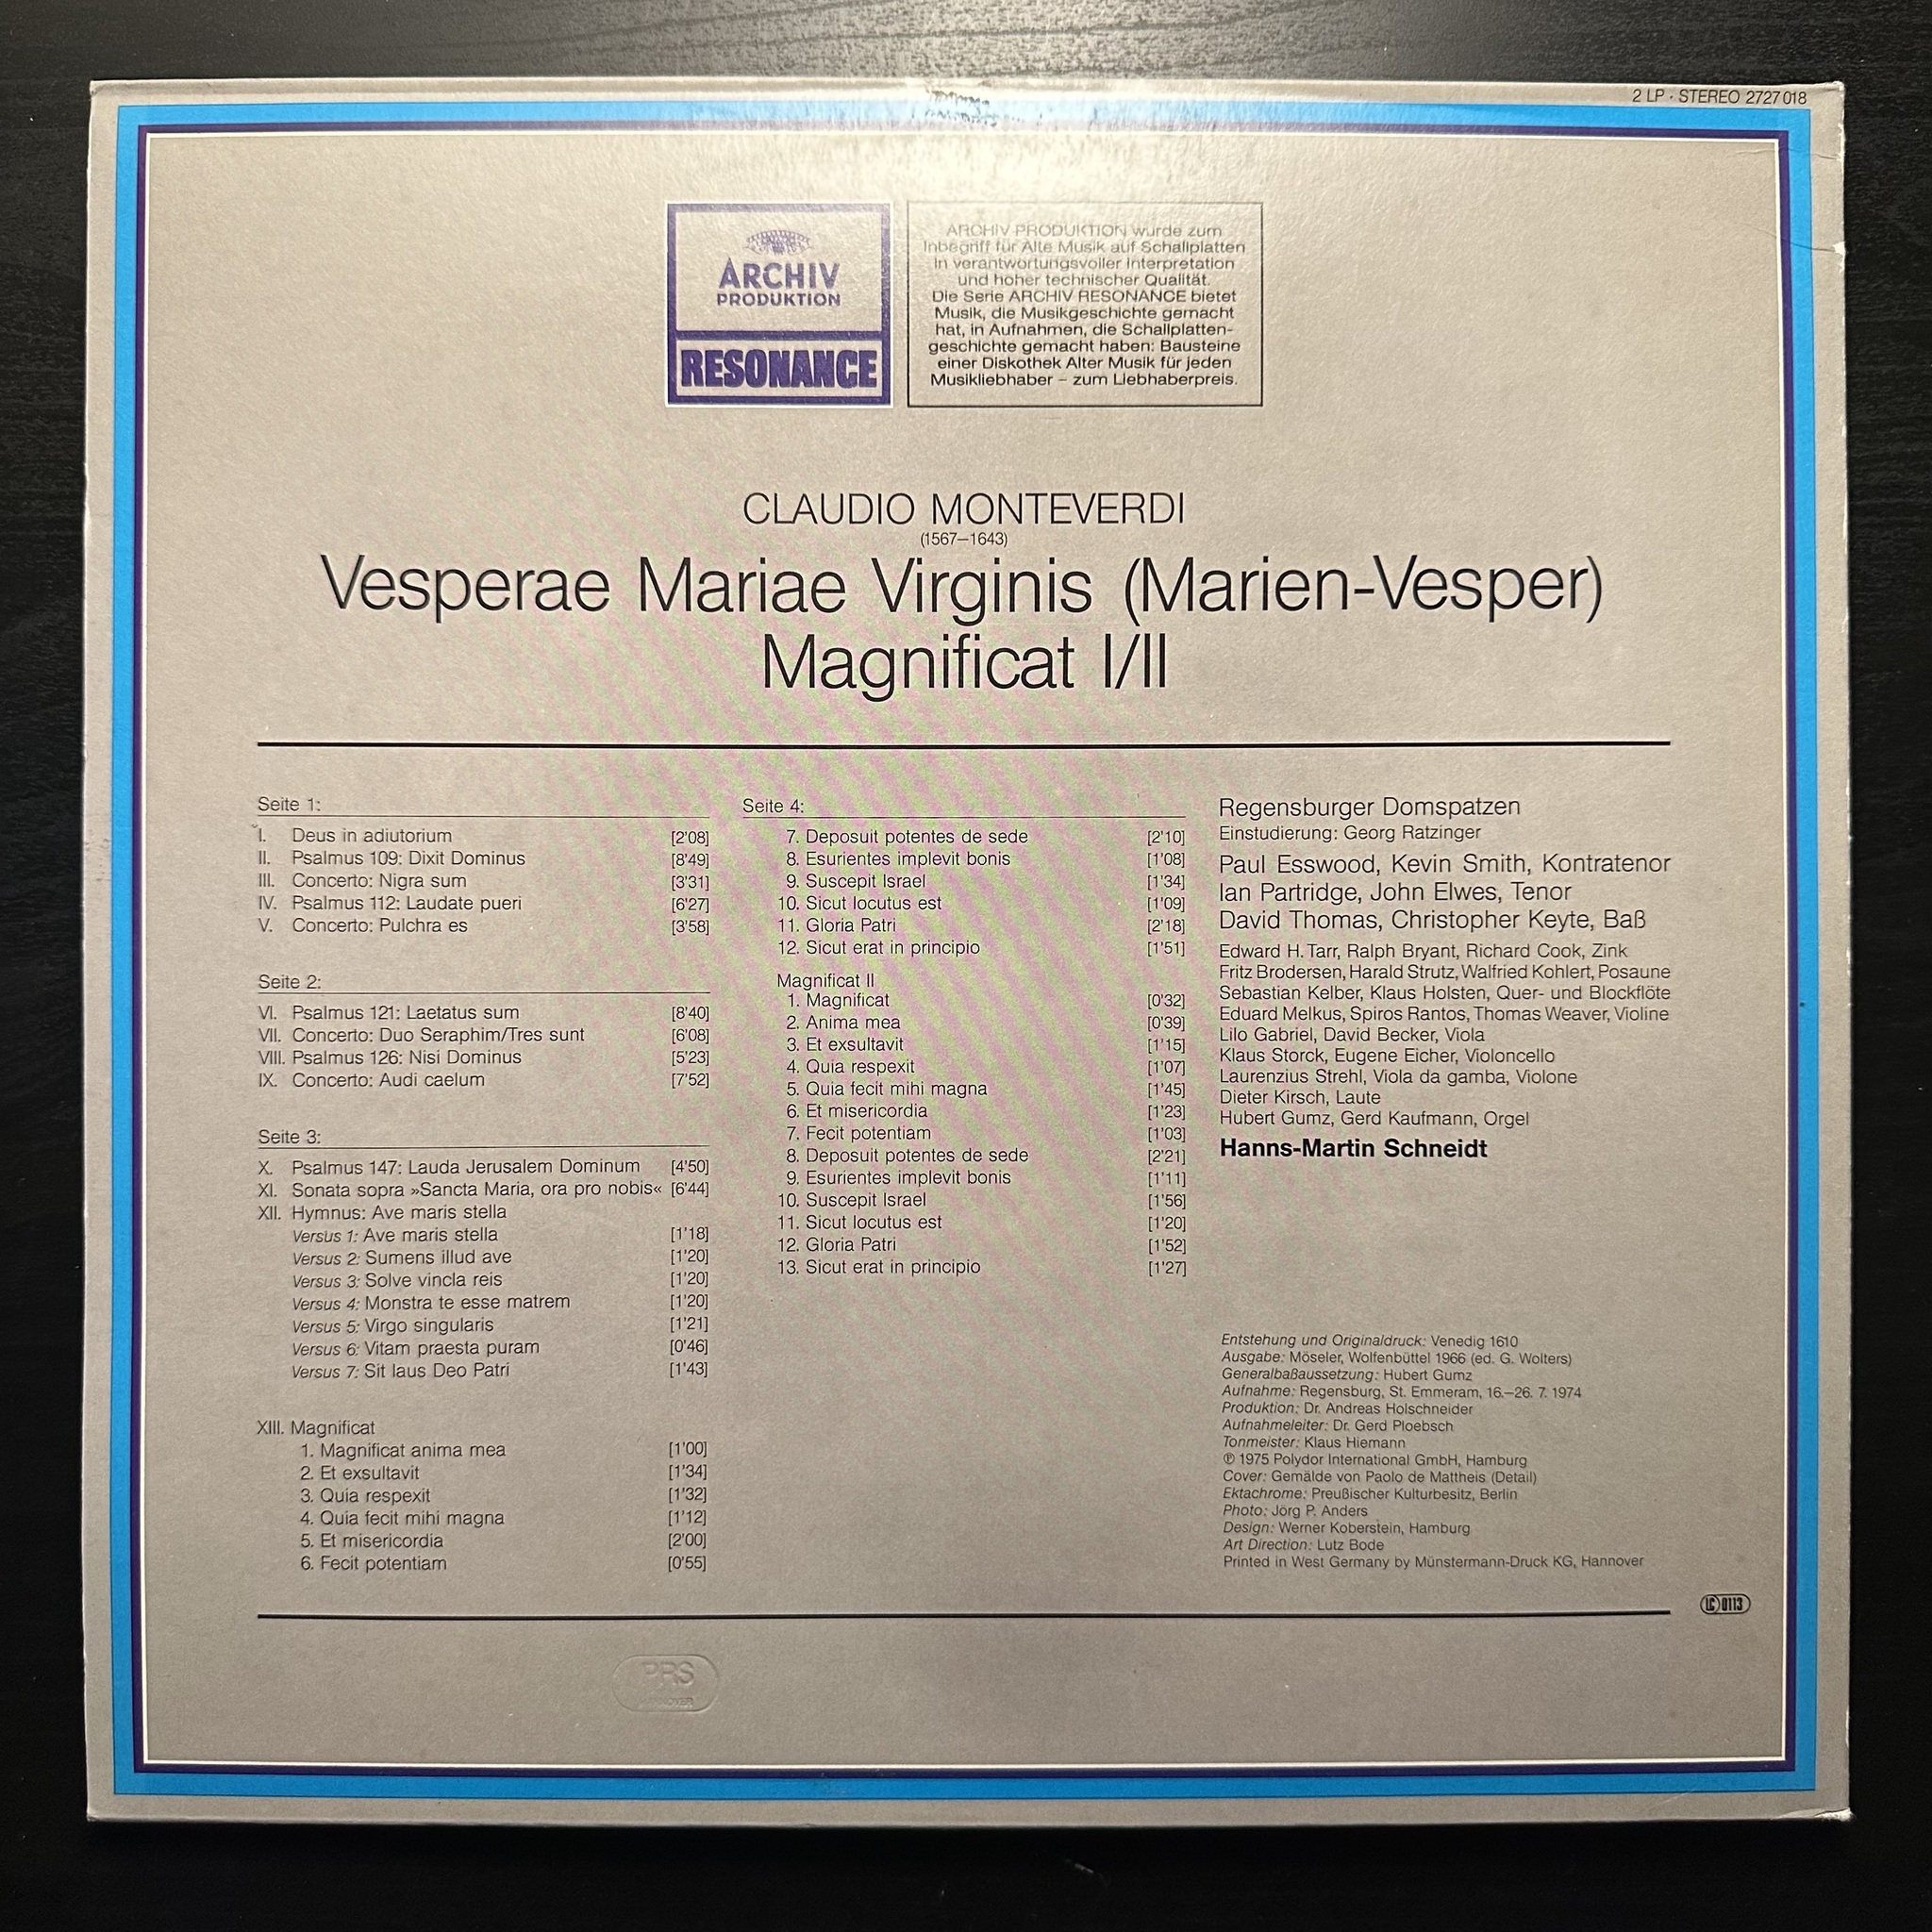 2 LP · STEREO 2727 018
ARCHIV
PRODUKTION
RESONANCE
ARCHIV PRODUKTION wurde zum
Inbegriff für Alte Musik auf Schallplatten
in verantwortungsvoller Interpretation
und hoher technischer Qualität.
Die Serie ARCHIV RESONANCE bietet
Musik, die Musikgeschichte gemacht
hat, in Aufnahmen, die Schallplatten-
geschichte gemacht haben: Bausteine
einer Diskothek Alter Musik für jeden
Musikliebhaber – zum Liebhaberpreis.
CLAUDIO MONTEVERDI
(1567–1643)
Vesperae Mariae Virginis (Marien-Vesper)
Magnificat I/II
Seite 1:
I. Deus in adiutorium [2'08]
II. Psalmus 109: Dixit Dominus [8'49]
III. Concerto: Nigra sum [3'31]
IV. Psalmus 112: Laudate pueri [6'27]
V. Concerto: Pulchra es [3'58]
Seite 2:
VI. Psalmus 121: Laetatus sum [8'40]
VII. Concerto: Duo Seraphim/Tres sunt [6'08]
VIII. Psalmus 126: Nisi Dominus [5'23]
IX. Concerto: Audi caelum [7'52]
Seite 3:
X. Psalmus 147: Lauda Jerusalem Dominum [4'50]
XI. Sonata sopra »Sancta Maria, ora pro nobis« [6'44]
XII. Hymnus: Ave maris stella
Versus 1: Ave maris stella [1'18]
Versus 2: Sumens illud ave [1'20]
Versus 3: Solve vincla reis [1'20]
Versus 4: Monstra te esse matrem [1'20]
Versus 5: Virgo singularis [1'21]
Versus 6: Vitam praesta puram [0'46]
Versus 7: Sit laus Deo Patri [1'43]
XIII. Magnificat
1. Magnificat anima mea [1'00]
2. Et exsultavit [1'34]
3. Quia respexit [1'32]
4. Quia fecit mihi magna [1'12]
5. Et misericordia [2'00]
6. Fecit potentiam [0'55]
Seite 4:
7. Deposuit potentes de sede [2'10]
8. Esurientes implevit bonis [1'08]
9. Suscepit Israel [1'34]
10. Sicut locutus est [1'09]
11. Gloria Patri [2'18]
12. Sicut erat in principio [1'51]
Magnificat II
1. Magnificat [0'32]
2. Anima mea [0'39]
3. Et exsultavit [1'15]
4. Quia respexit [1'07]
5. Quia fecit mihi magna [1'45]
6. Et misericordia [1'23]
7. Fecit potentiam [1'03]
8. Deposuit potentes de sede [2'21]
9. Esurientes implevit bonis [1'11]
10. Suscepit Israel [1'56]
11. Sicut locutus est [1'20]
12. Gloria Patri [1'52]
13. Sicut erat in principio [1'27]
Regensburger Domspatzen
Einstudierung: Georg Ratzinger
Paul Esswood, Kevin Smith, Kontratenor
Ian Partridge, John Elwes, Tenor
David Thomas, Christopher Keyte, Baß
Edward H. Tarr, Ralph Bryant, Richard Cook, Zink
Fritz Brodersen, Harald Strutz, Walfried Kohlert, Posaune
Sebastian Kelber, Klaus Holsten, Quer- und Blockflöte
Eduard Melkus, Spiros Rantos, Thomas Weaver, Violine
Lilo Gabriel, David Becker, Viola
Klaus Storck, Eugene Eicher, Violoncello
Laurenzius Strehl, Viola da gamba, Violone
Dieter Kirsch, Laute
Hubert Gumz, Gerd Kaufmann, Orgel
Hanns-Martin Schneidt
Entstehung und Originaldruck: Venedig 1610
Ausgabe: Möseler, Wolfenbüttel 1966 (ed. G. Wolters)
Generalbaßaussetzung: Hubert Gumz
Aufnahme: Regensburg, St. Emmeram, 16.–26. 7. 1974
Produktion: Dr. Andreas Holschneider
Aufnahmeleiter: Dr. Gerd Ploebsch
Tonmeister: Klaus Hiemann
℗ 1975 Polydor International GmbH, Hamburg
Cover: Gemälde von Paolo de Mattheis (Detail)
Ektachrome: Preußischer Kulturbesitz, Berlin
Photo: Jörg P. Anders
Design: Werner Koberstein, Hamburg
Art Direction: Lutz Bode
Printed in West Germany by Münstermann-Druck KG, Hannover
LC 0113
PRS